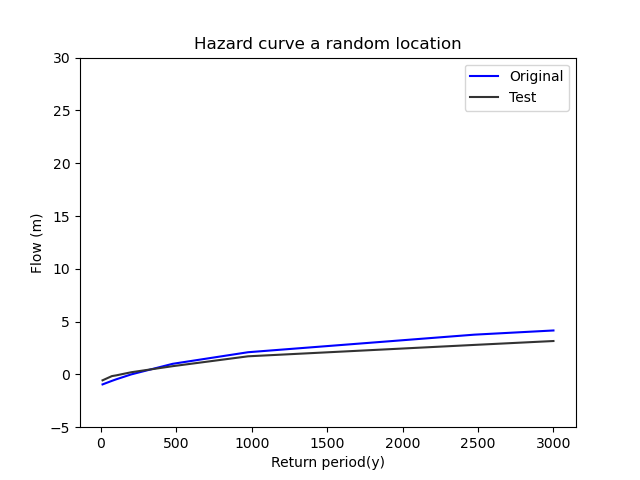 Hazard curve a random location
Original
Test
30
25
20
15
10
5
0
−5
Flow (m)
0 500 1000 1500 2000 2500 3000
Return period(y)